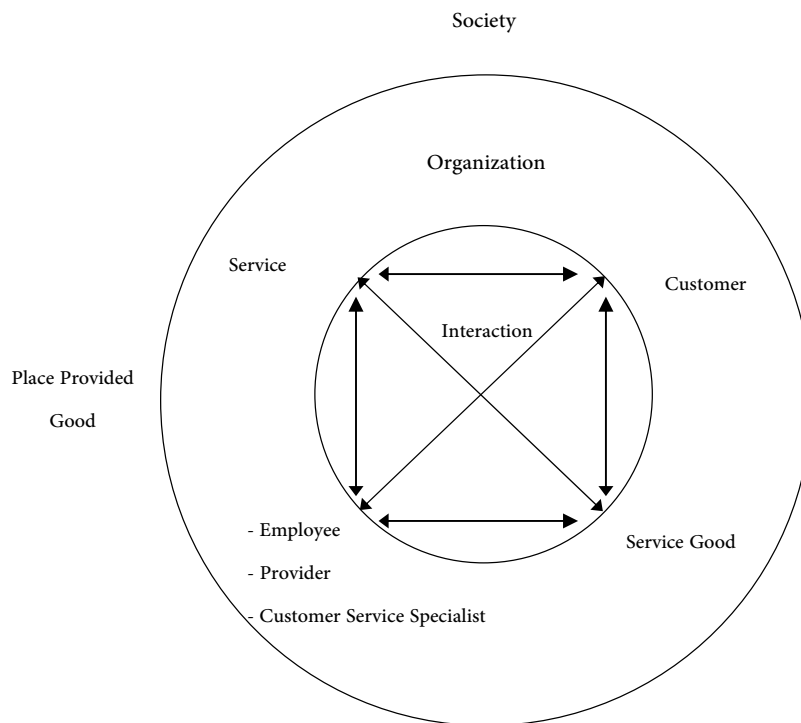 Society
Organization
Service
Customer
Interaction
Place Provided
Good
- Employee
Service Good
- Provider
- Customer Service Specialist